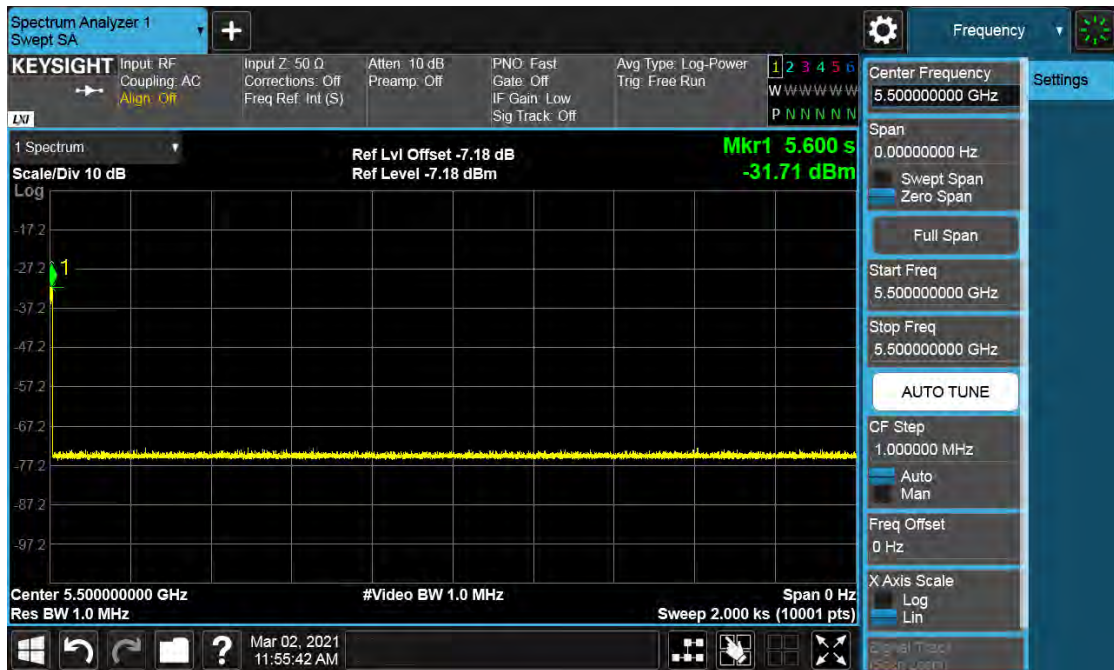 Spectrum Analyzer 1
Swept SA
+
Frequency
KEYSIGHT
Input: RF
Coupling: AC
Align: Off
Input Z: 50 Ω
Corrections: Off
Freq Ref: Int (S)
Atten: 10 dB
Preamp: Off
PNO: Fast
Gate: Off
IF Gain: Low
Sig Track: Off
Avg Type: Log-Power
Trig: Free Run
1 2 3 4 5 6
W W W W W W
P N N N N N
LXI
Center Frequency
5.500000000 GHz
Settings
1 Spectrum
Scale/Div 10 dB
Ref Lvl Offset -7.18 dB
Ref Level -7.18 dBm
Mkr1 5.600 s
-31.71 dBm
Span
0.00000000 Hz
Swept Span
Zero Span
Full Span
Start Freq
5.500000000 GHz
Stop Freq
5.500000000 GHz
AUTO TUNE
CF Step
1.000000 MHz
Auto
Man
Freq Offset
0 Hz
X Axis Scale
Log
Lin
Signal Track
(Span Zoom)
Log
-17.2
-27.2
1
-37.2
-47.2
-57.2
-67.2
-77.2
-87.2
-97.2
Center 5.500000000 GHz
Res BW 1.0 MHz
#Video BW 1.0 MHz
Span 0 Hz
Sweep 2.000 ks (10001 pts)
?
Mar 02, 2021
11:55:42 AM